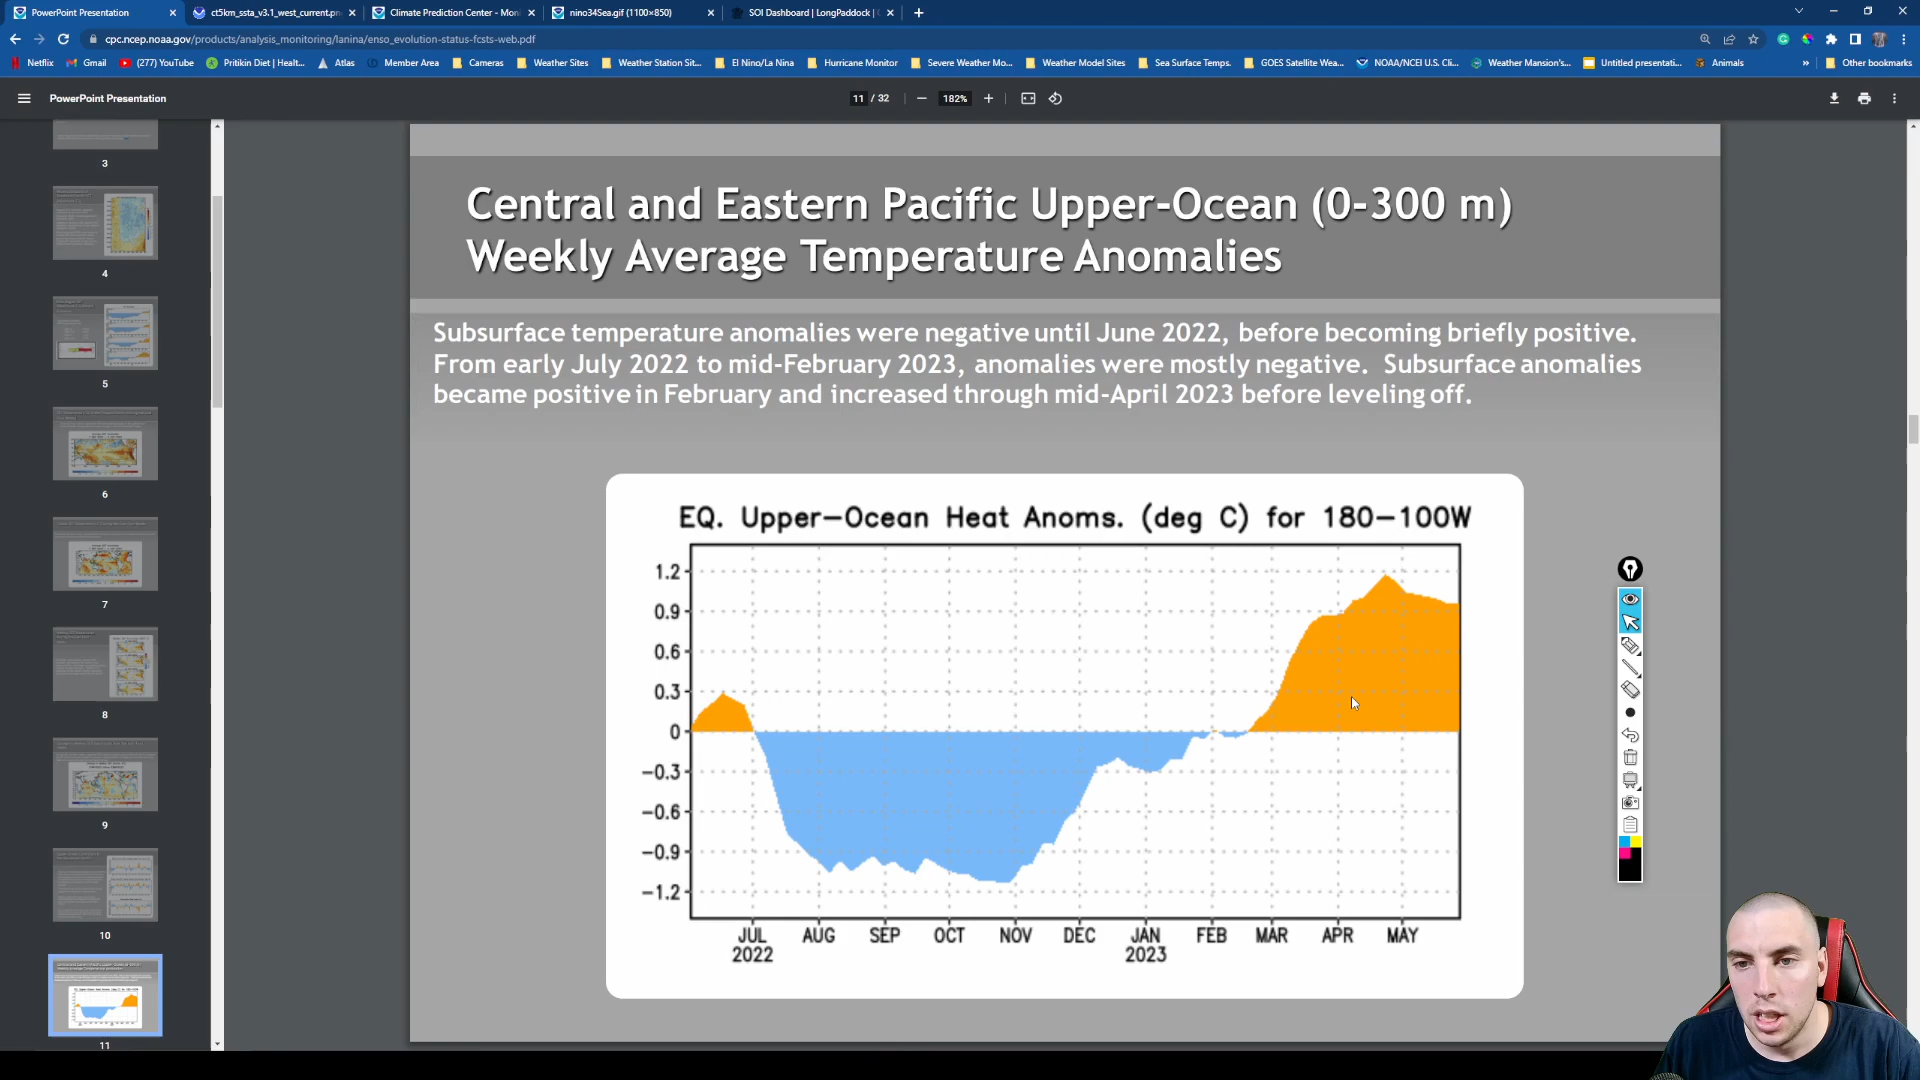 PowerPoint Presentation
ct5km_ssta_v3.1_west_current.pn
Climate Prediction Center - Mon
nino34Sea.gif (1100×850)
SOI Dashboard | LongPaddock |
cpc.ncep.noaa.gov/products/analysis_monitoring/lanina/enso_evolution-status-fcsts-web.pdf
Netflix
Gmail
(277) YouTube
Pritikin Diet | Healt...
Atlas
Member Area
Cameras
Weather Sites
Weather Station Sit...
El Nino/La Nina
Hurricane Monitor
Severe Weather Mo...
Weather Model Sites
Sea Surface Temps.
GOES Satellite Wea...
NOAA/NCEI U.S. Cli...
Weather Mansion's...
Untitled presentati...
Animals
Other bookmarks
PowerPoint Presentation
11 / 32
182%
3
4
5
6
7
8
9
10
11
Central and Eastern Pacific Upper-Ocean (0-300 m)
Weekly Average Temperature Anomalies
Subsurface temperature anomalies were negative until June 2022, before becoming briefly positive.
From early July 2022 to mid-February 2023, anomalies were mostly negative. Subsurface anomalies
became positive in February and increased through mid-April 2023 before leveling off.
EQ. Upper-Ocean Heat Anoms. (deg C) for 180-100W
1.2
0.9
0.6
0.3
0
-0.3
-0.6
-0.9
-1.2
JUL AUG SEP OCT NOV DEC JAN FEB MAR APR MAY
2022 2023